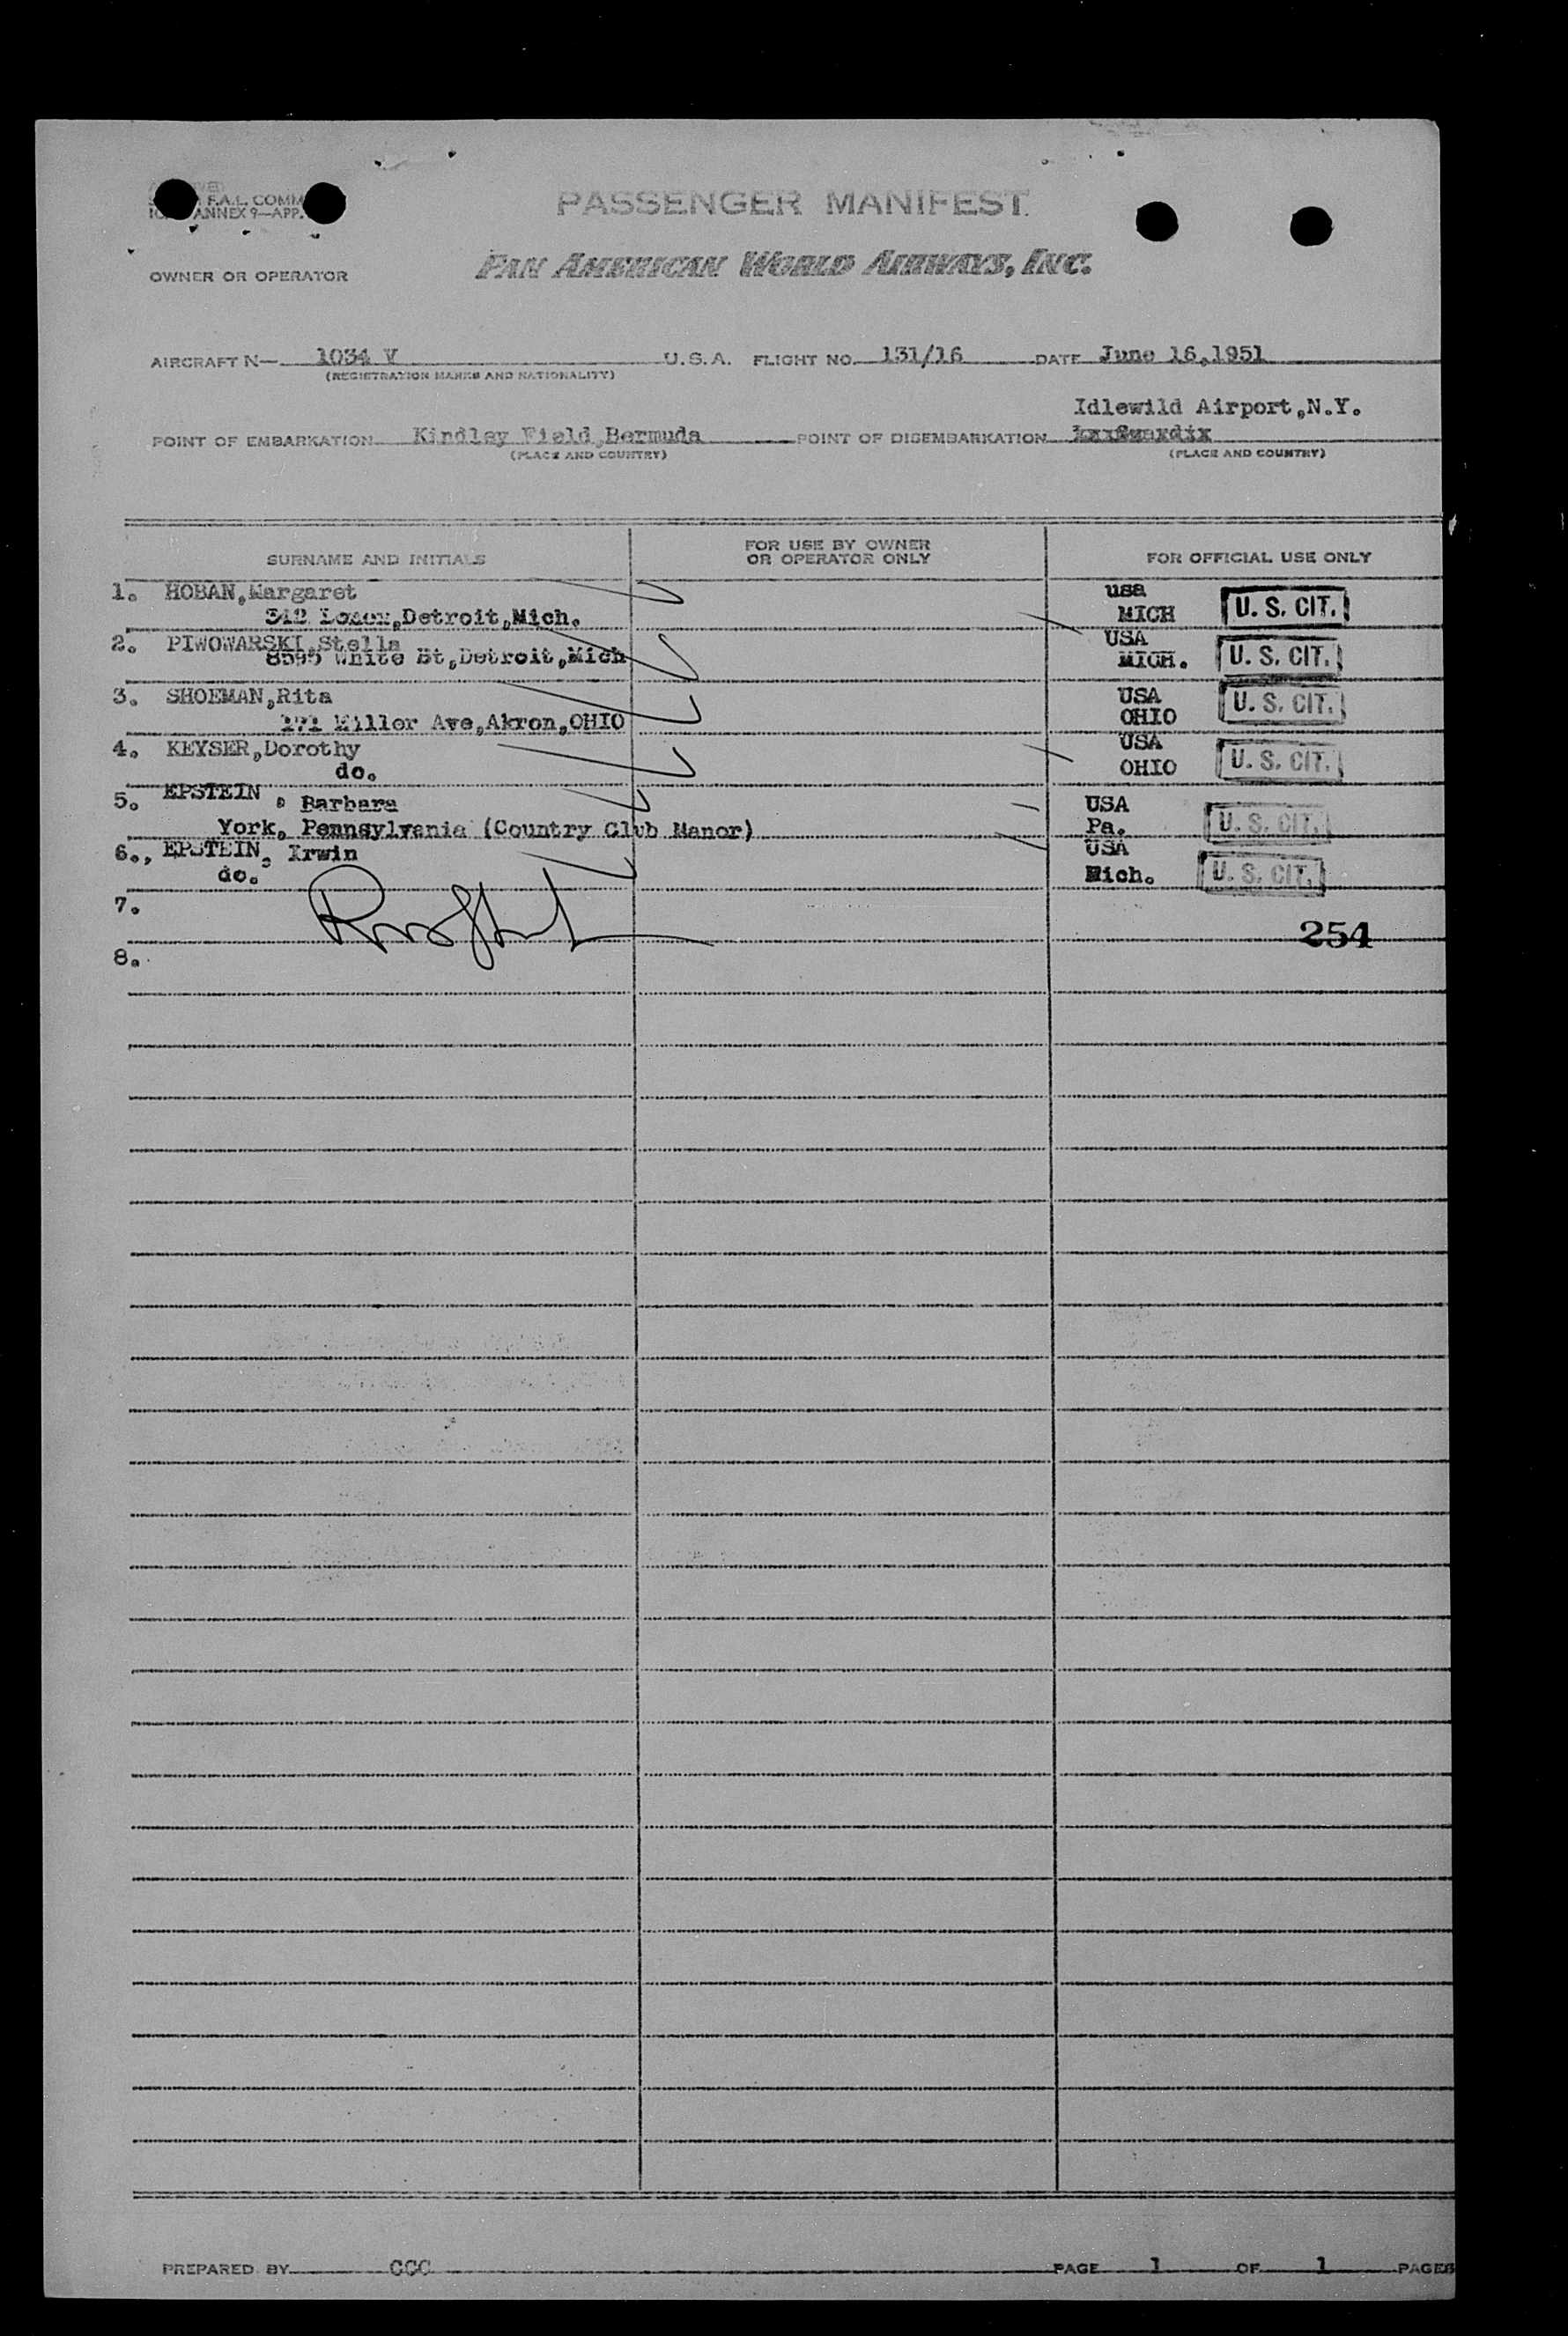 F.A.L. COMM
ANNEX 9—APP.
PASSENGER MANIFEST
OWNER OR OPERATOR
PAN AMERICAN WORLD AIRWAYS, INC.
AIRCRAFT N— 1034 V U.S.A. FLIGHT NO. 131/16 DATE June 16,1951
(REGISTRATION MARKS AND NATIONALITY)
Idlewild Airport,N.Y.
POINT OF EMBARKATION Kindley Field,Bermuda POINT OF DISEMBARKATION
(PLACE AND COUNTRY) (PLACE AND COUNTRY)
SURNAME AND INITIALS FOR USE BY OWNER OR OPERATOR ONLY FOR OFFICIAL USE ONLY
1. HOBAN,Margaret usa
Detroit,Mich. MICH U. S. CIT.
2. PIWOWARSKI,Stella USA
8595 White St,Detroit,Mich MICH. U. S. CIT.
3. SHOEMAN,Rita USA
Miller Ave,Akron,OHIO OHIO U. S. CIT.
4. KEYSER,Dorothy USA
do. OHIO U. S. CIT.
5. EPSTEIN , Barbara USA
York, Pennsylvania (Country Club Manor) Pa. U. S. CIT.
6., EPSTEIN, Irwin USA
do. Mich. U. S. CIT.
7.
254
8.
PREPARED BY CCC PAGE 1 OF 1 PAGES